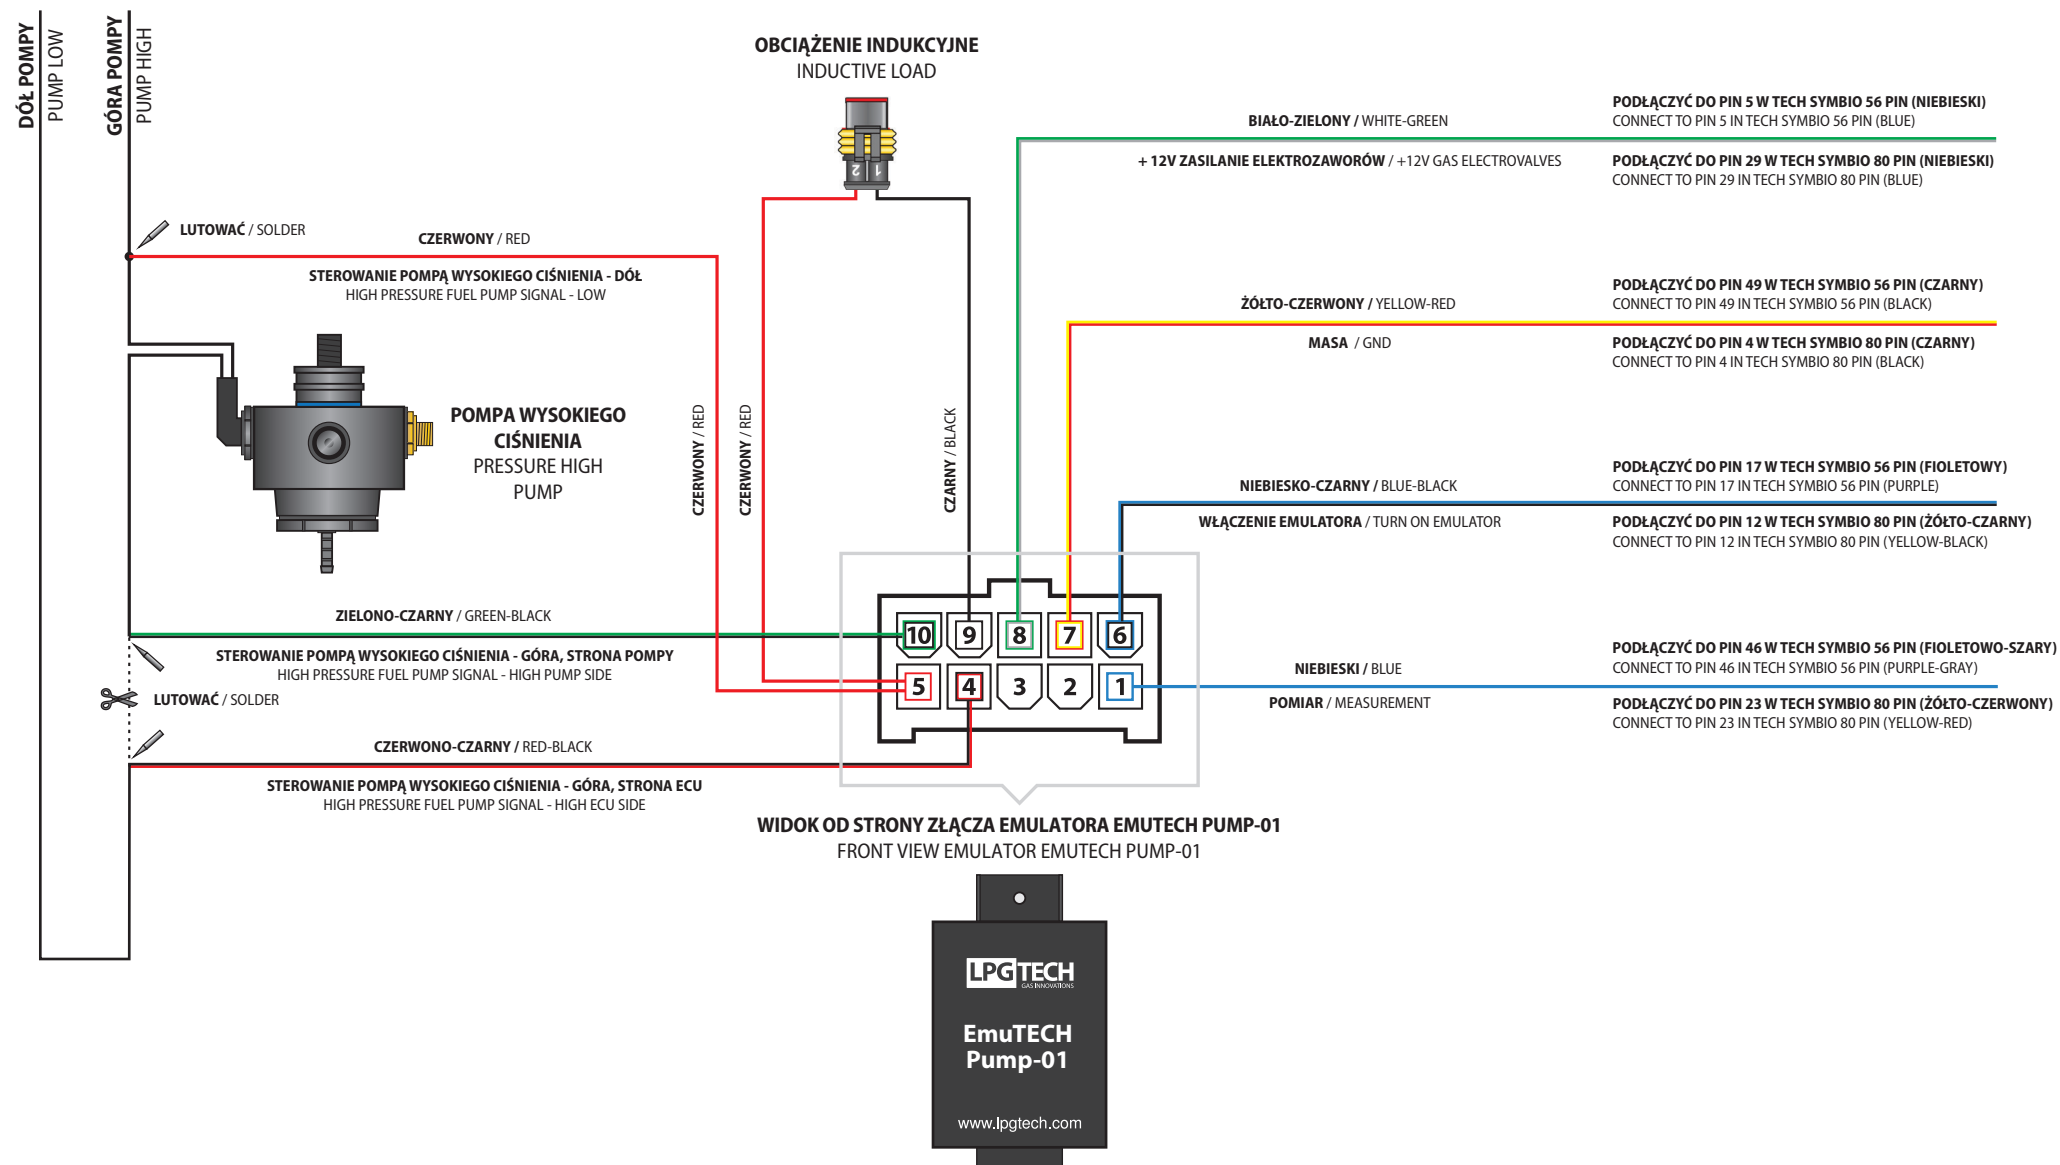 DÓŁ POMPY
PUMP LOW
GÓRA POMPY
PUMP HIGH
OBCIĄŻENIE INDUKCYJNE
INDUCTIVE LOAD
2 1
LUTOWAĆ / SOLDER
CZERWONY / RED
STEROWANIE POMPĄ WYSOKIEGO CIŚNIENIA - DÓŁ
HIGH PRESSURE FUEL PUMP SIGNAL - LOW
POMPA WYSOKIEGO
CIŚNIENIA
PRESSURE HIGH
PUMP
CZERWONY / RED
CZERWONY / RED
CZARNY / BLACK
BIAŁO-ZIELONY / WHITE-GREEN
+ 12V ZASILANIE ELEKTROZAWORÓW / +12V GAS ELECTROVALVES
PODŁĄCZYĆ DO PIN 5 W TECH SYMBIO 56 PIN (NIEBIESKI)
CONNECT TO PIN 5 IN TECH SYMBIO 56 PIN (BLUE)
PODŁĄCZYĆ DO PIN 29 W TECH SYMBIO 80 PIN (NIEBIESKI)
CONNECT TO PIN 29 IN TECH SYMBIO 80 PIN (BLUE)
ŻÓŁTO-CZERWONY / YELLOW-RED
MASA / GND
PODŁĄCZYĆ DO PIN 49 W TECH SYMBIO 56 PIN (CZARNY)
CONNECT TO PIN 49 IN TECH SYMBIO 56 PIN (BLACK)
PODŁĄCZYĆ DO PIN 4 W TECH SYMBIO 80 PIN (CZARNY)
CONNECT TO PIN 4 IN TECH SYMBIO 80 PIN (BLACK)
NIEBIESKO-CZARNY / BLUE-BLACK
WŁĄCZENIE EMULATORA / TURN ON EMULATOR
PODŁĄCZYĆ DO PIN 17 W TECH SYMBIO 56 PIN (FIOLETOWY)
CONNECT TO PIN 17 IN TECH SYMBIO 56 PIN (PURPLE)
PODŁĄCZYĆ DO PIN 12 W TECH SYMBIO 80 PIN (ŻÓŁTO-CZARNY)
CONNECT TO PIN 12 IN TECH SYMBIO 80 PIN (YELLOW-BLACK)
NIEBIESKI / BLUE
POMIAR / MEASUREMENT
PODŁĄCZYĆ DO PIN 46 W TECH SYMBIO 56 PIN (FIOLETOWO-SZARY)
CONNECT TO PIN 46 IN TECH SYMBIO 56 PIN (PURPLE-GRAY)
PODŁĄCZYĆ DO PIN 23 W TECH SYMBIO 80 PIN (ŻÓŁTO-CZERWONY)
CONNECT TO PIN 23 IN TECH SYMBIO 80 PIN (YELLOW-RED)
ZIELONO-CZARNY / GREEN-BLACK
STEROWANIE POMPĄ WYSOKIEGO CIŚNIENIA - GÓRA, STRONA POMPY
HIGH PRESSURE FUEL PUMP SIGNAL - HIGH PUMP SIDE
LUTOWAĆ / SOLDER
CZERWONO-CZARNY / RED-BLACK
STEROWANIE POMPĄ WYSOKIEGO CIŚNIENIA - GÓRA, STRONA ECU
HIGH PRESSURE FUEL PUMP SIGNAL - HIGH ECU SIDE
10 9 8 7 6
5 4 3 2 1
WIDOK OD STRONY ZŁĄCZA EMULATORA EMUTECH PUMP-01
FRONT VIEW EMULATOR EMUTECH PUMP-01
LPGTECH
GAS INNOVATIONS
EmuTECH
Pump-01
www.lpgtech.com